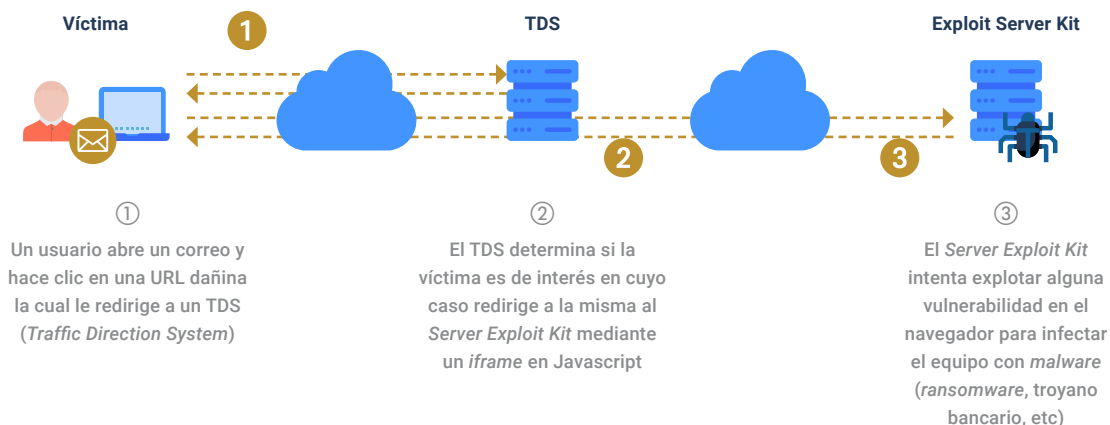 Víctima
TDS
Exploit Server Kit
1
2
3
①
Un usuario abre un correo y
hace clic en una URL dañina
la cual le redirige a un TDS
(Traffic Direction System)
②
El TDS determina si la
víctima es de interés en cuyo
caso redirige a la misma al
Server Exploit Kit mediante
un iframe en Javascript
③
El Server Exploit Kit
intenta explotar alguna
vulnerabilidad en el
navegador para infectar
el equipo con malware
(ransomware, troyano
bancario, etc)